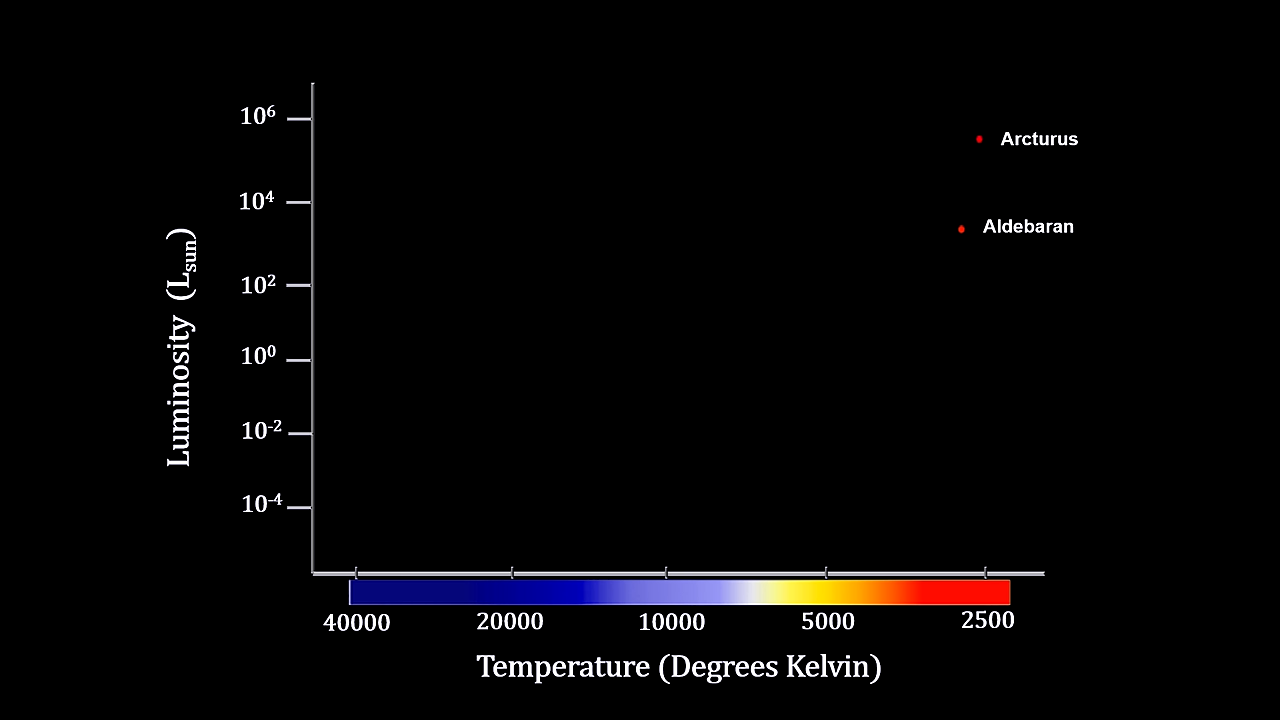 10⁶
Arcturus
10⁴
Aldebaran
10²
10⁰
10⁻²
10⁻⁴
Luminosity (Lsun)
40000 20000 10000 5000 2500
Temperature (Degrees Kelvin)